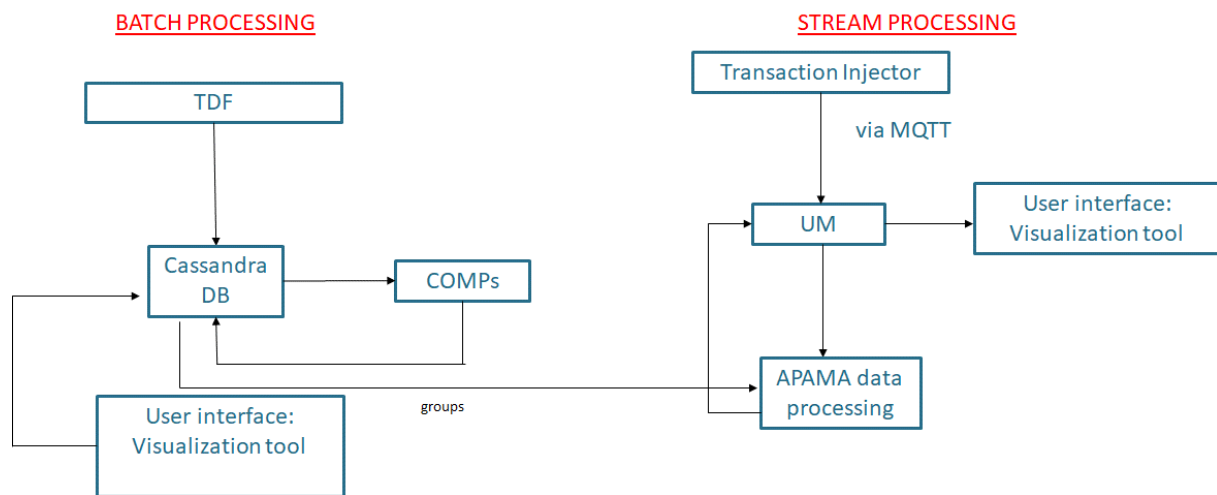 BATCH PROCESSING
STREAM PROCESSING
TDF
Transaction Injector
via MQTT
Cassandra
DB
COMPs
UM
User interface:
Visualization tool
groups
APAMA data
processing
User interface:
Visualization tool